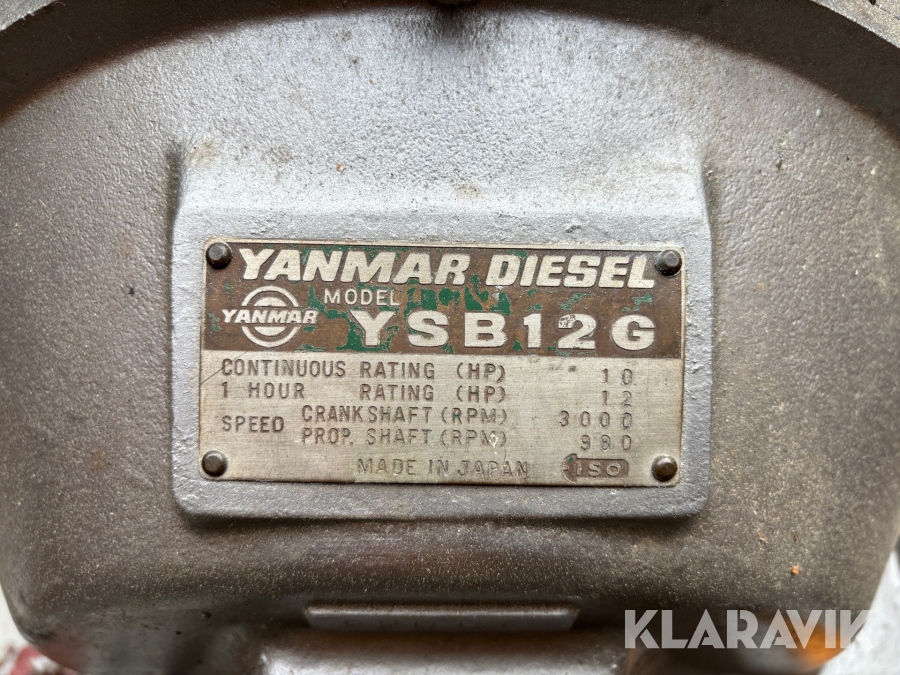 YANMAR DIESEL
MODEL
YANMAR
YSB12G
CONTINUOUS RATING (HP) 10
1 HOUR RATING (HP) 12
SPEED
CRANKSHAFT (RPM) 3000
PROP. SHAFT (RPM) 980
MADE IN JAPAN ISO
KLARAVIK